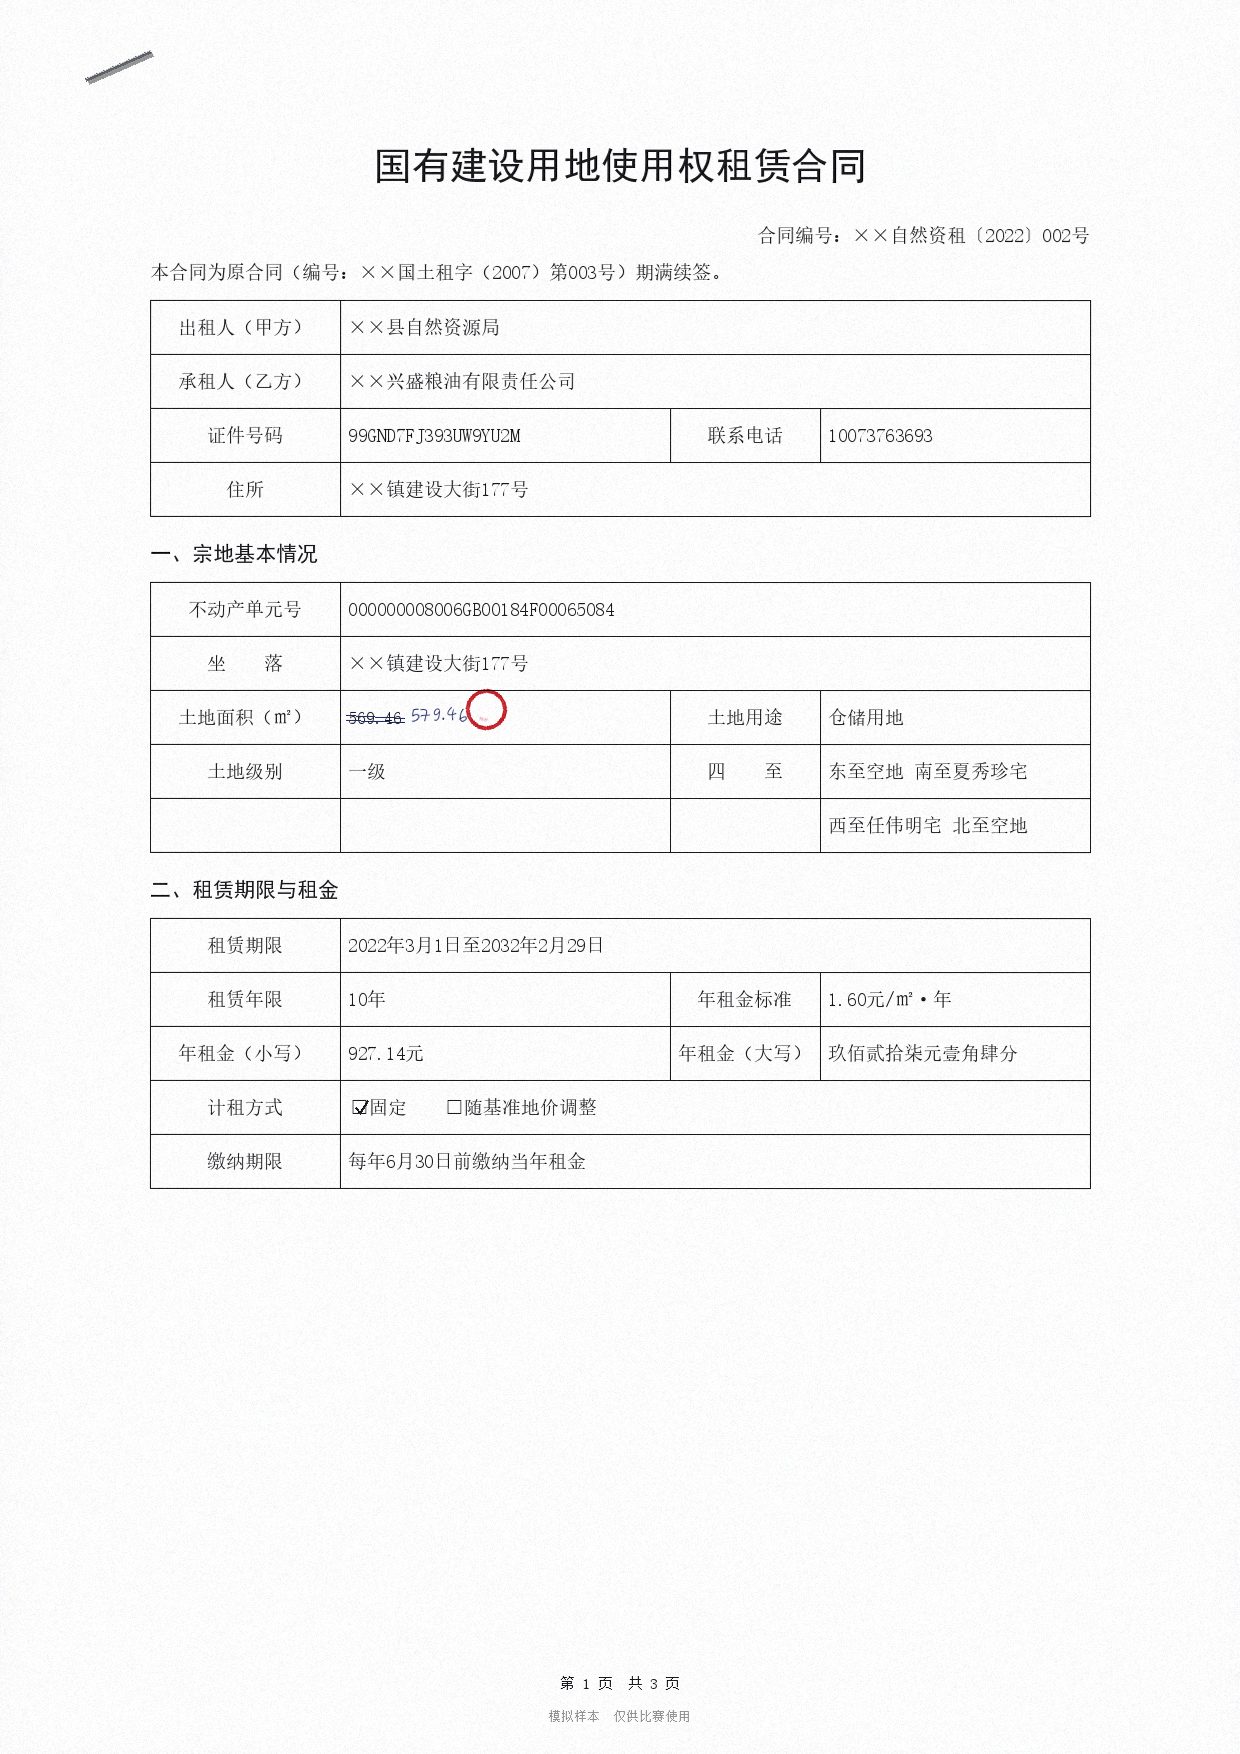 国有建设用地使用权租赁合同
合同编号：××自然资租〔2022〕002号
本合同为原合同（编号：××国土租字（2007）第003号）期满续签。
出租人（甲方） ××县自然资源局
承租人（乙方） ××兴盛粮油有限责任公司
证件号码 99GND7FJ393UW9YU2M 联系电话 10073763693
住所 ××镇建设大街177号
一、宗地基本情况
不动产单元号 000000008006GB00184F00065084
坐　　落 ××镇建设大街177号
土地面积（㎡） 569.46 579.46 土地用途 仓储用地
土地级别 一级 四　　至 东至空地 南至夏秀珍宅
西至任伟明宅 北至空地
二、租赁期限与租金
租赁期限 2022年3月1日至2032年2月29日
租赁年限 10年 年租金标准 1.60元/㎡·年
年租金（小写） 927.14元 年租金（大写） 玖佰贰拾柒元壹角肆分
计租方式 ☑固定 □随基准地价调整
缴纳期限 每年6月30日前缴纳当年租金
第 1 页 共 3 页
模拟样本 仅供比赛使用